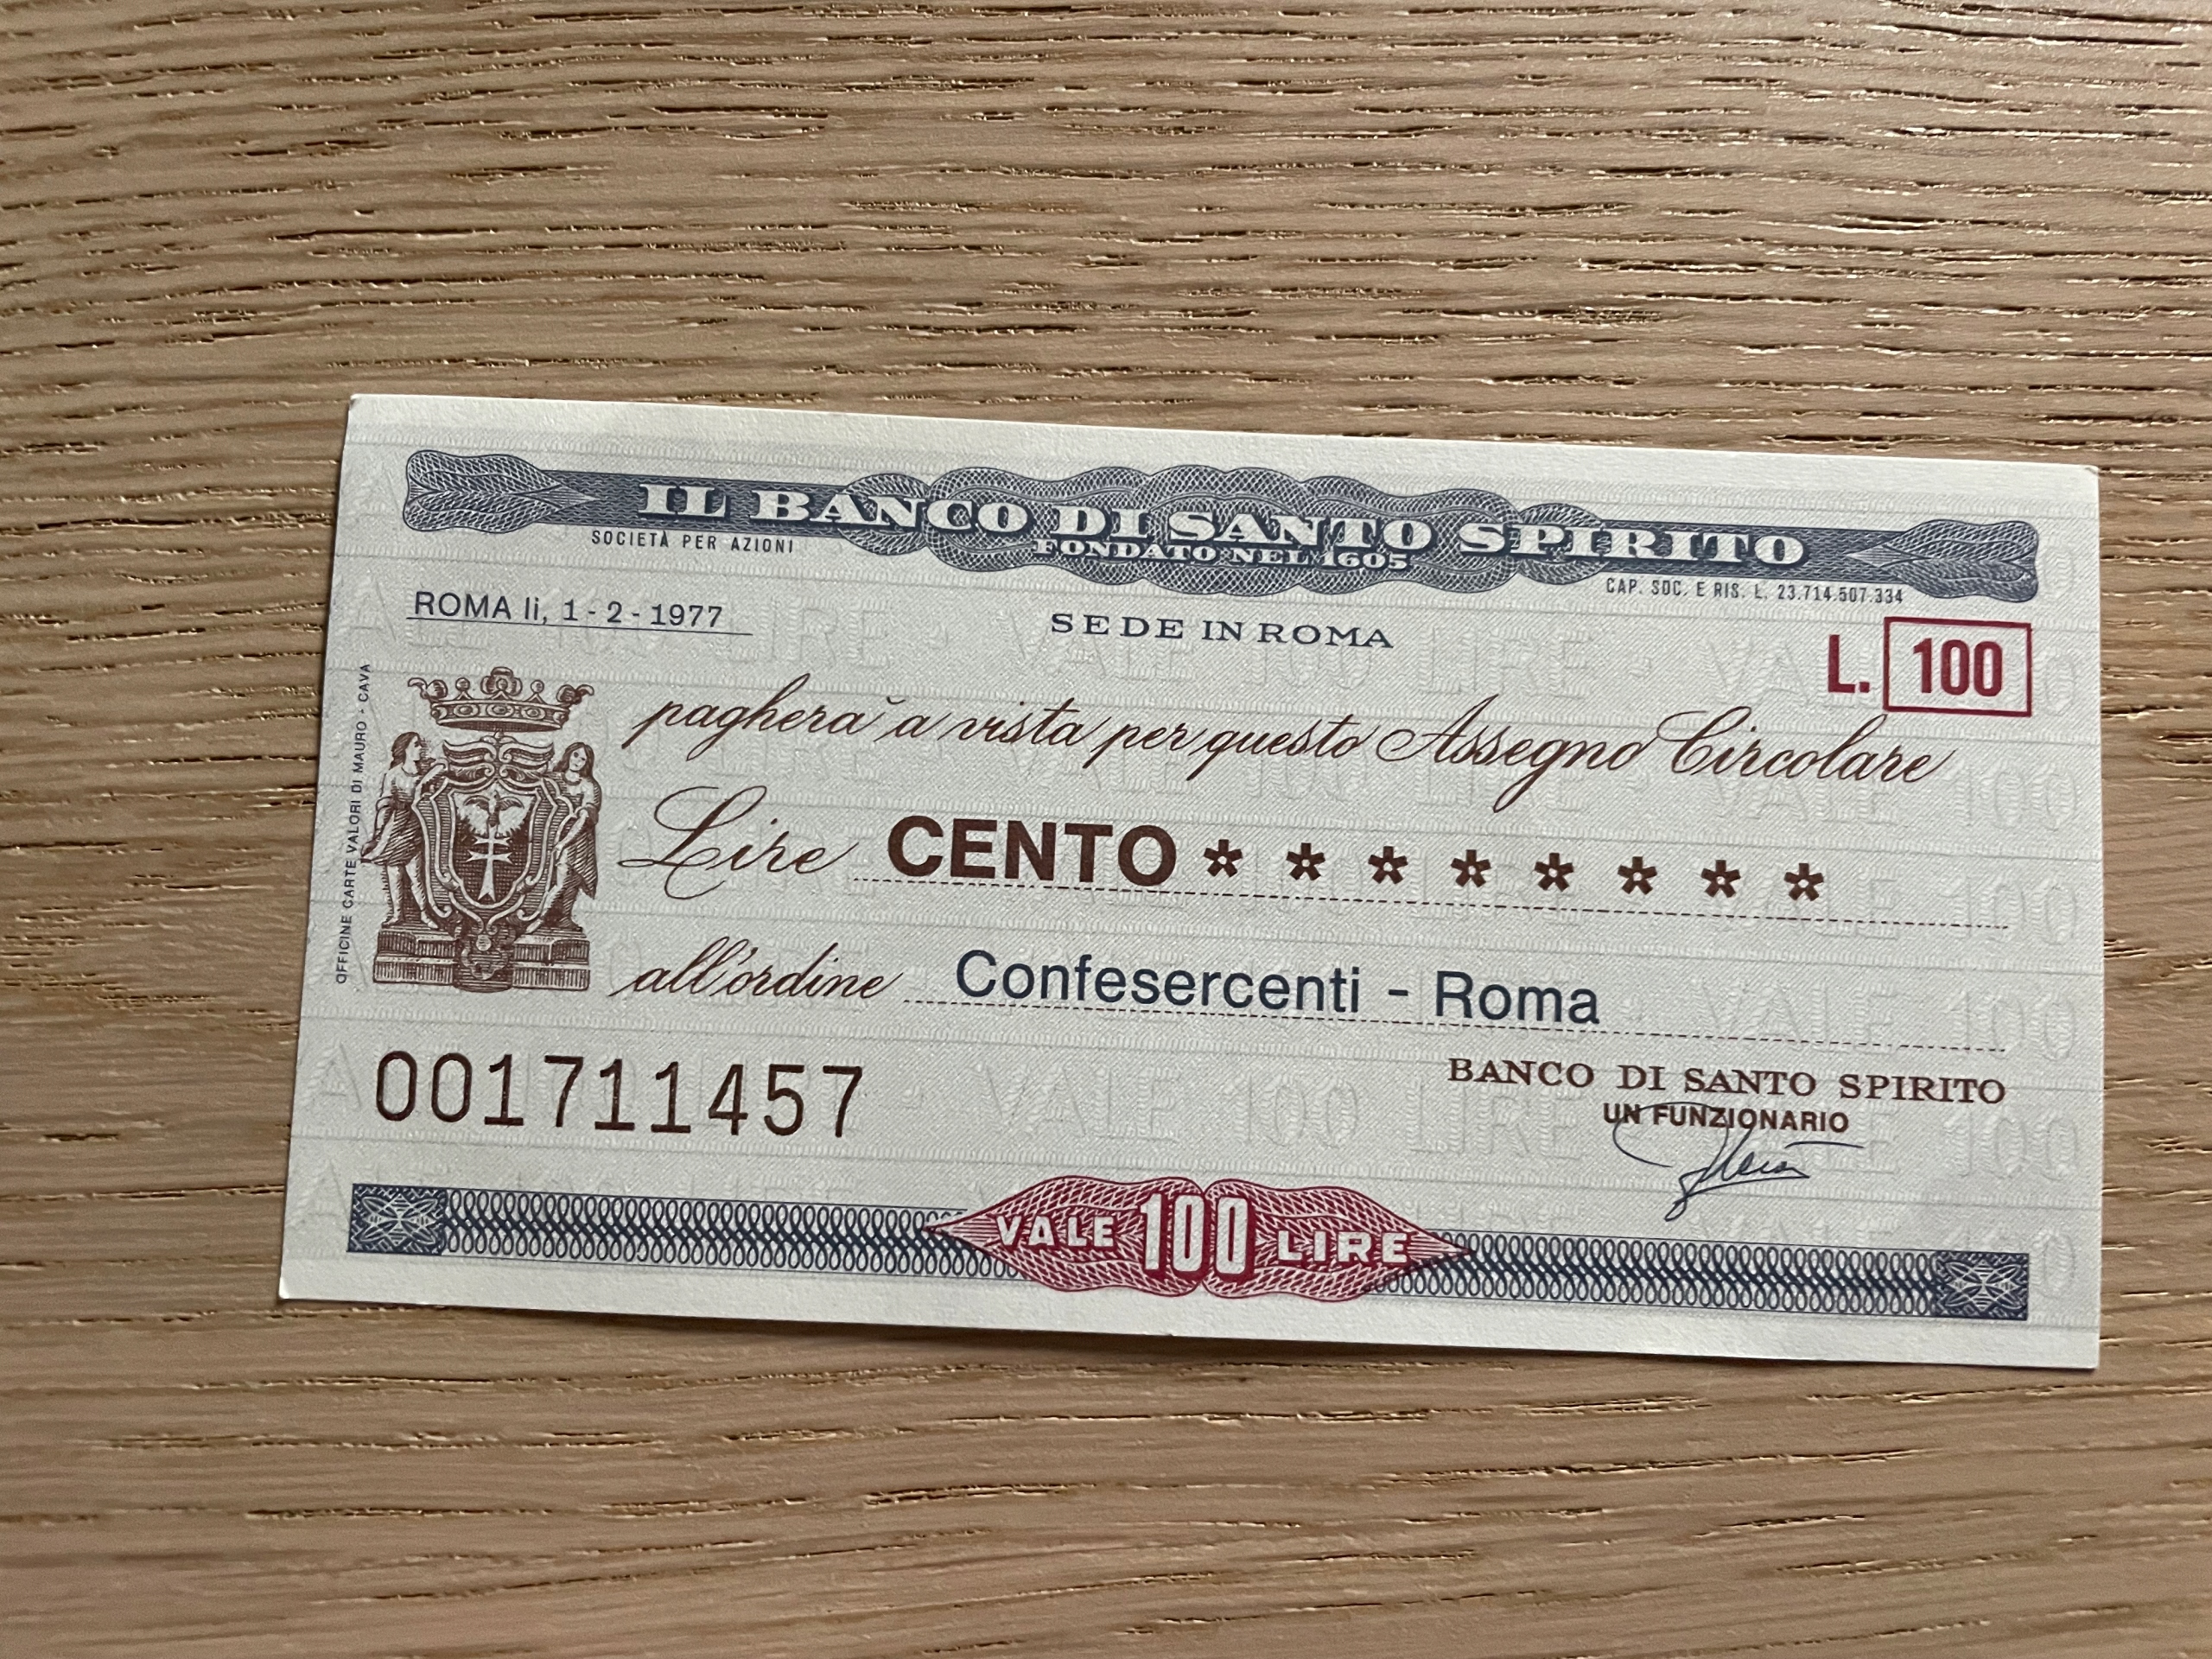 IL BANCO DI SANTO SPIRITO
FONDATO NEL 1605
SOCIETÀ PER AZIONI
CAP. SOC. E RIS. L. 23.714.507.334
ROMA li, 1 - 2 - 1977
SEDE IN ROMA
L. 100
pagherà a vista per questo Assegno Circolare
Lire CENTO * * * * * * * *
all'ordine Confesercenti - Roma
001711457
BANCO DI SANTO SPIRITO
UN FUNZIONARIO
VALE 100 LIRE
OFFICINE CARTE VALORI DI MAURO - CAVA